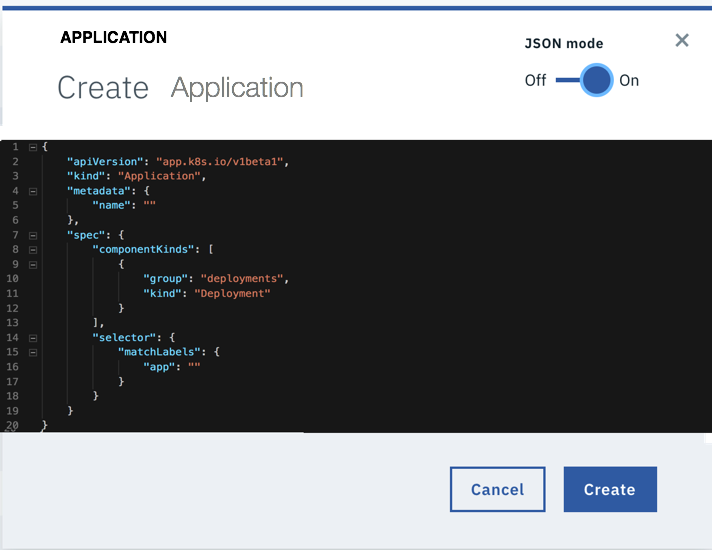 APPLICATION
JSON mode
Create Application
Off On
1 {
2 "apiVersion": "app.k8s.io/v1beta1",
3 "kind": "Application",
4 "metadata": {
5 "name": ""
6 },
7 "spec": {
8 "componentKinds": [
9 {
10 "group": "deployments",
11 "kind": "Deployment"
12 }
13 ],
14 "selector": {
15 "matchLabels": {
16 "app": ""
17 }
18 }
19 }
20 }
Cancel Create